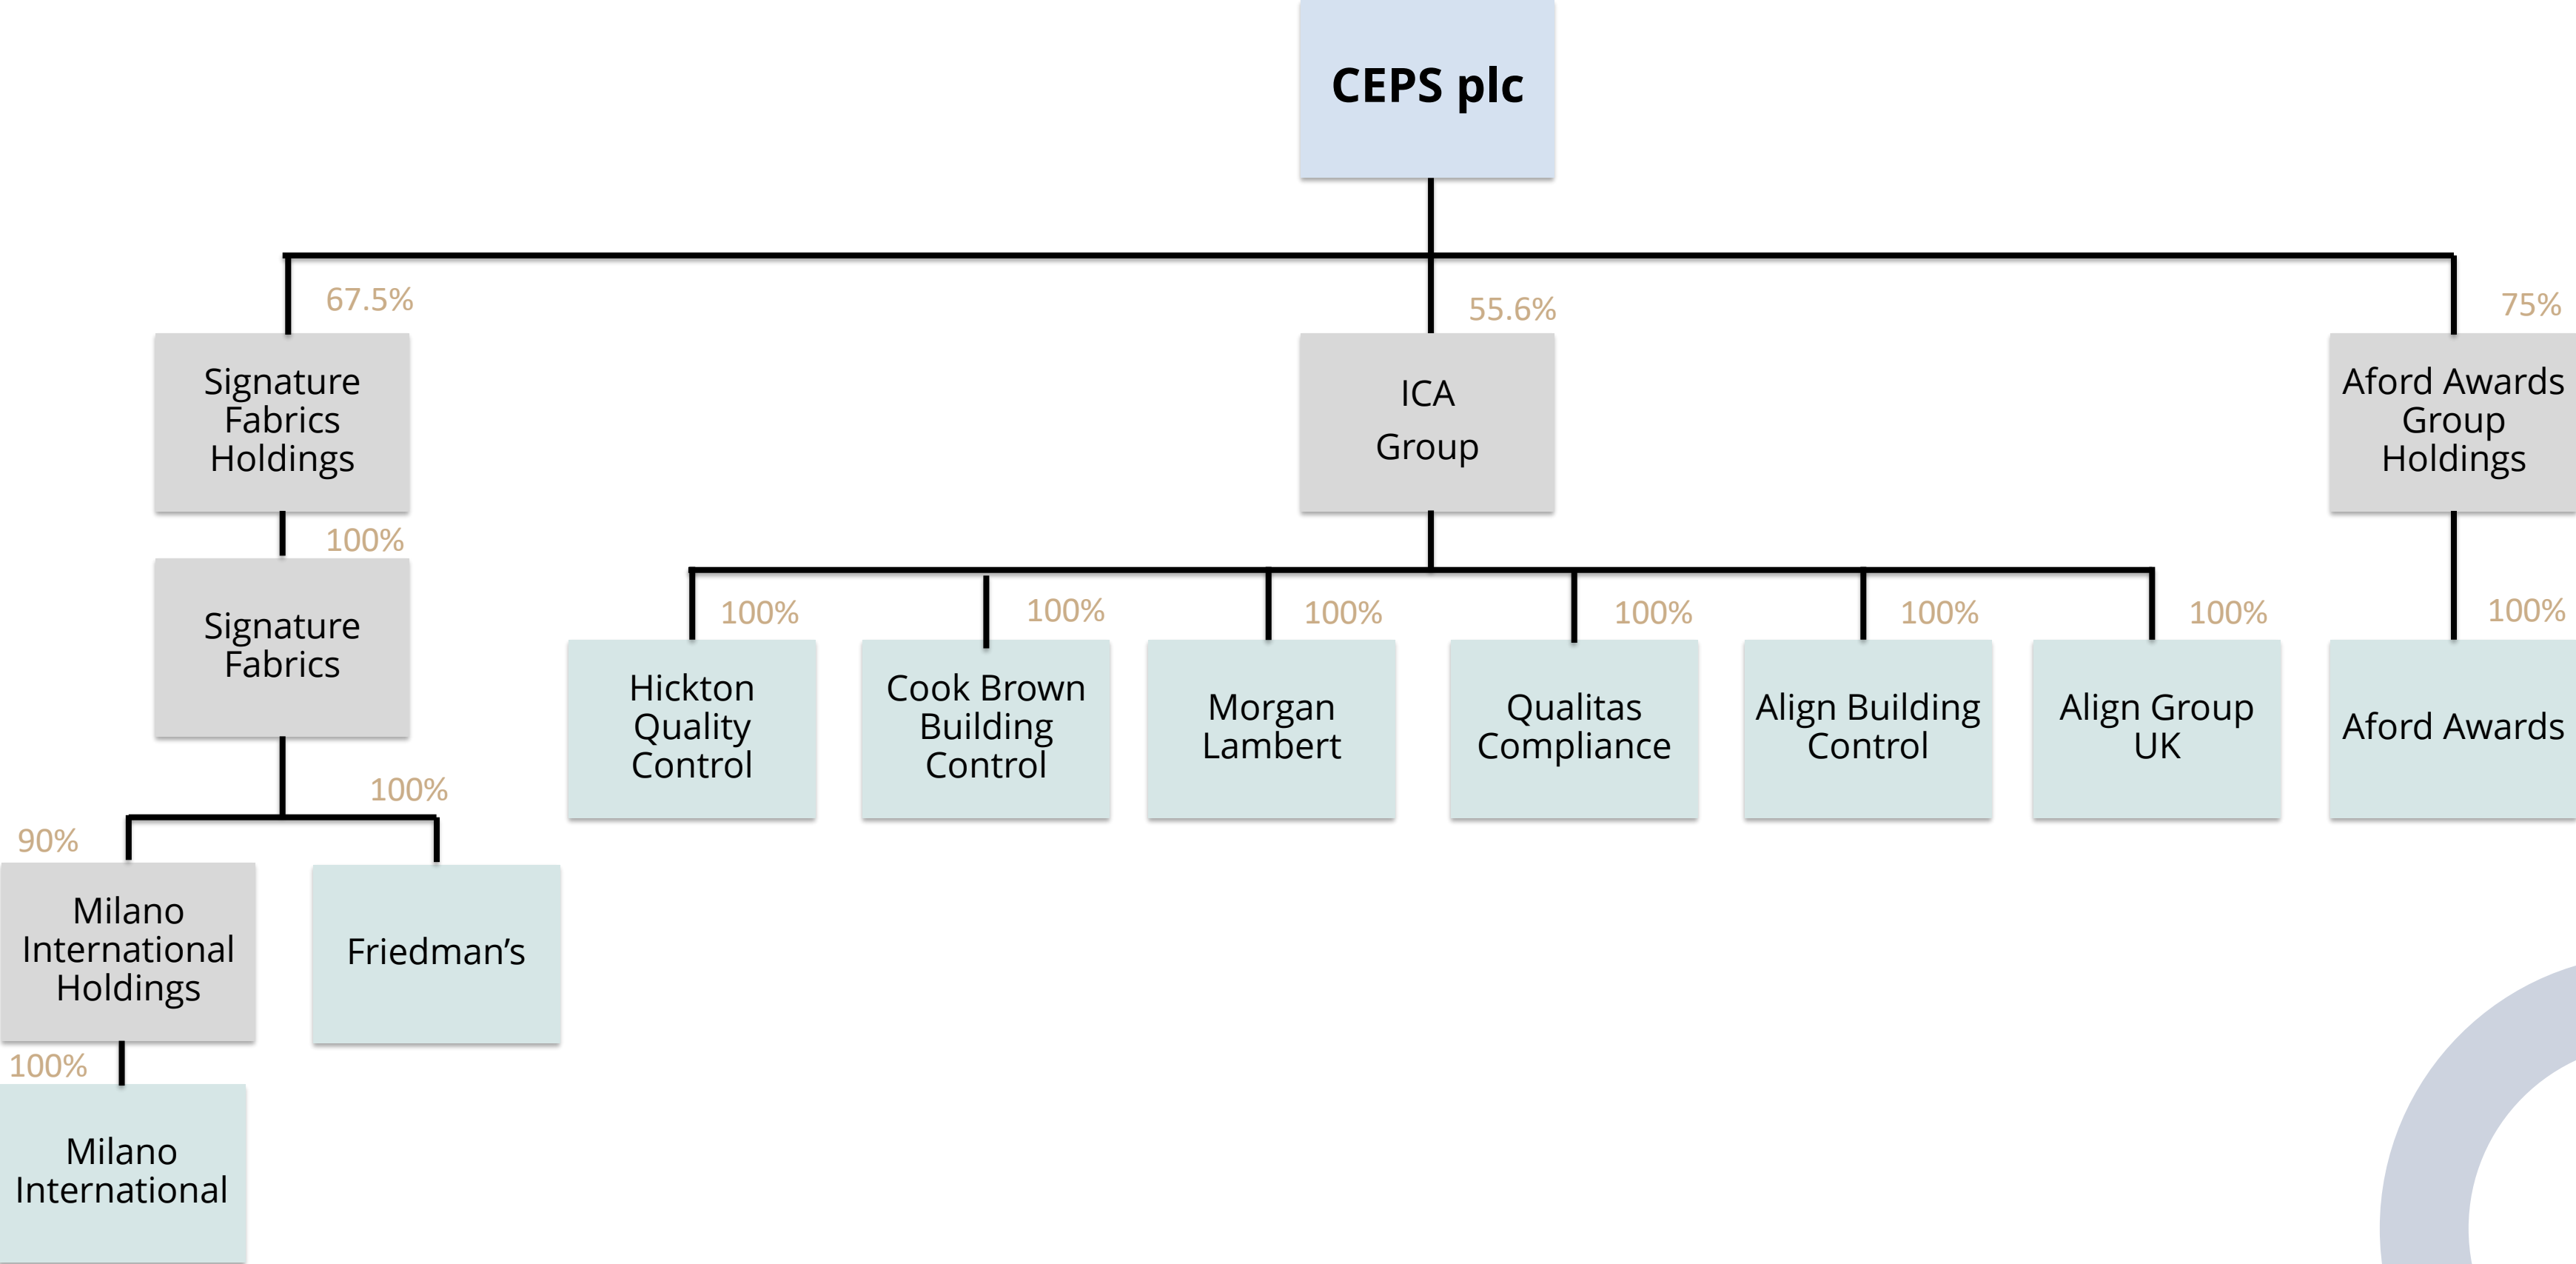 CEPS plc
67.5%
55.6%
75%
Signature
Fabrics
Holdings
ICA
Group
Aford Awards
Group
Holdings
100%
Signature
Fabrics
100%
100%
100%
100%
100%
100%
100%
Hickton
Quality
Control
Cook Brown
Building
Control
Morgan
Lambert
Qualitas
Compliance
Align Building
Control
Align Group
UK
Aford Awards
100%
90%
Milano
International
Holdings
Friedman’s
100%
Milano
International